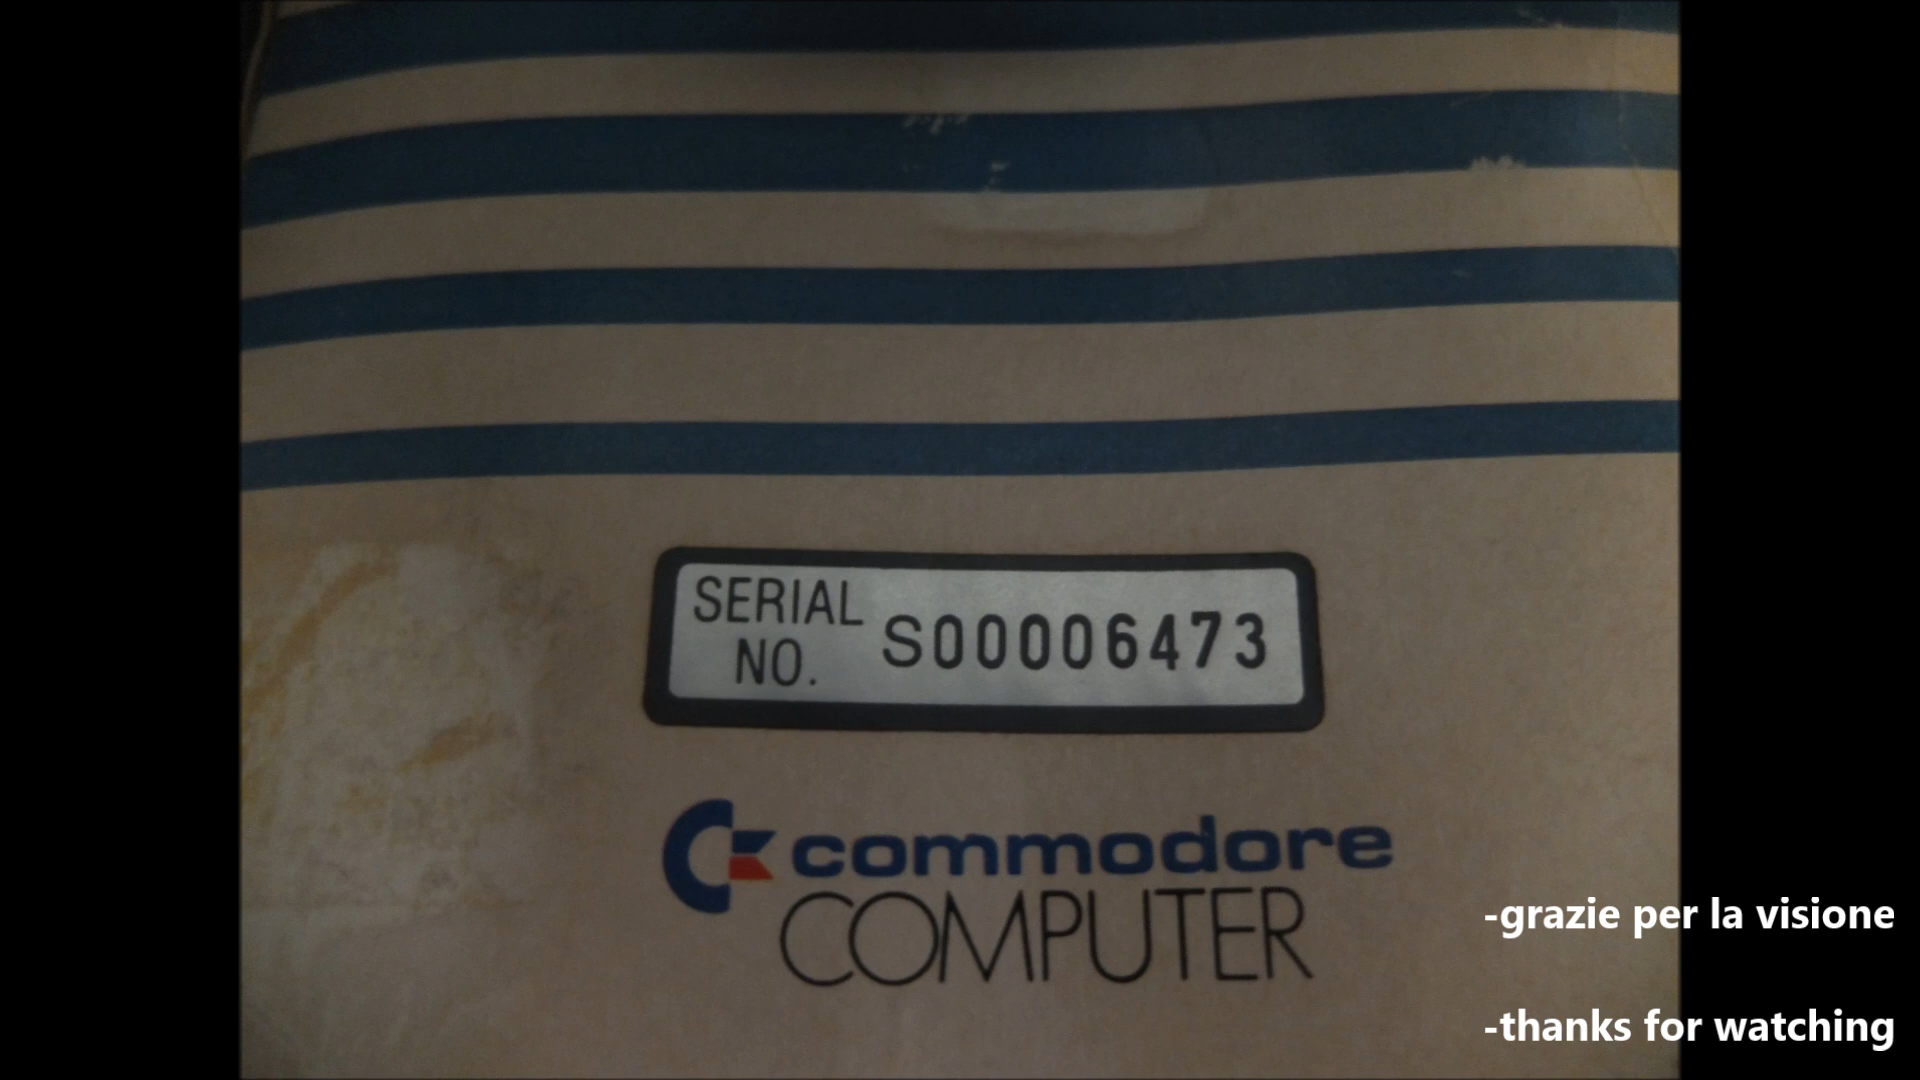 SERIAL
NO. S00006473
commodore
COMPUTER
-grazie per la visione
-thanks for watching